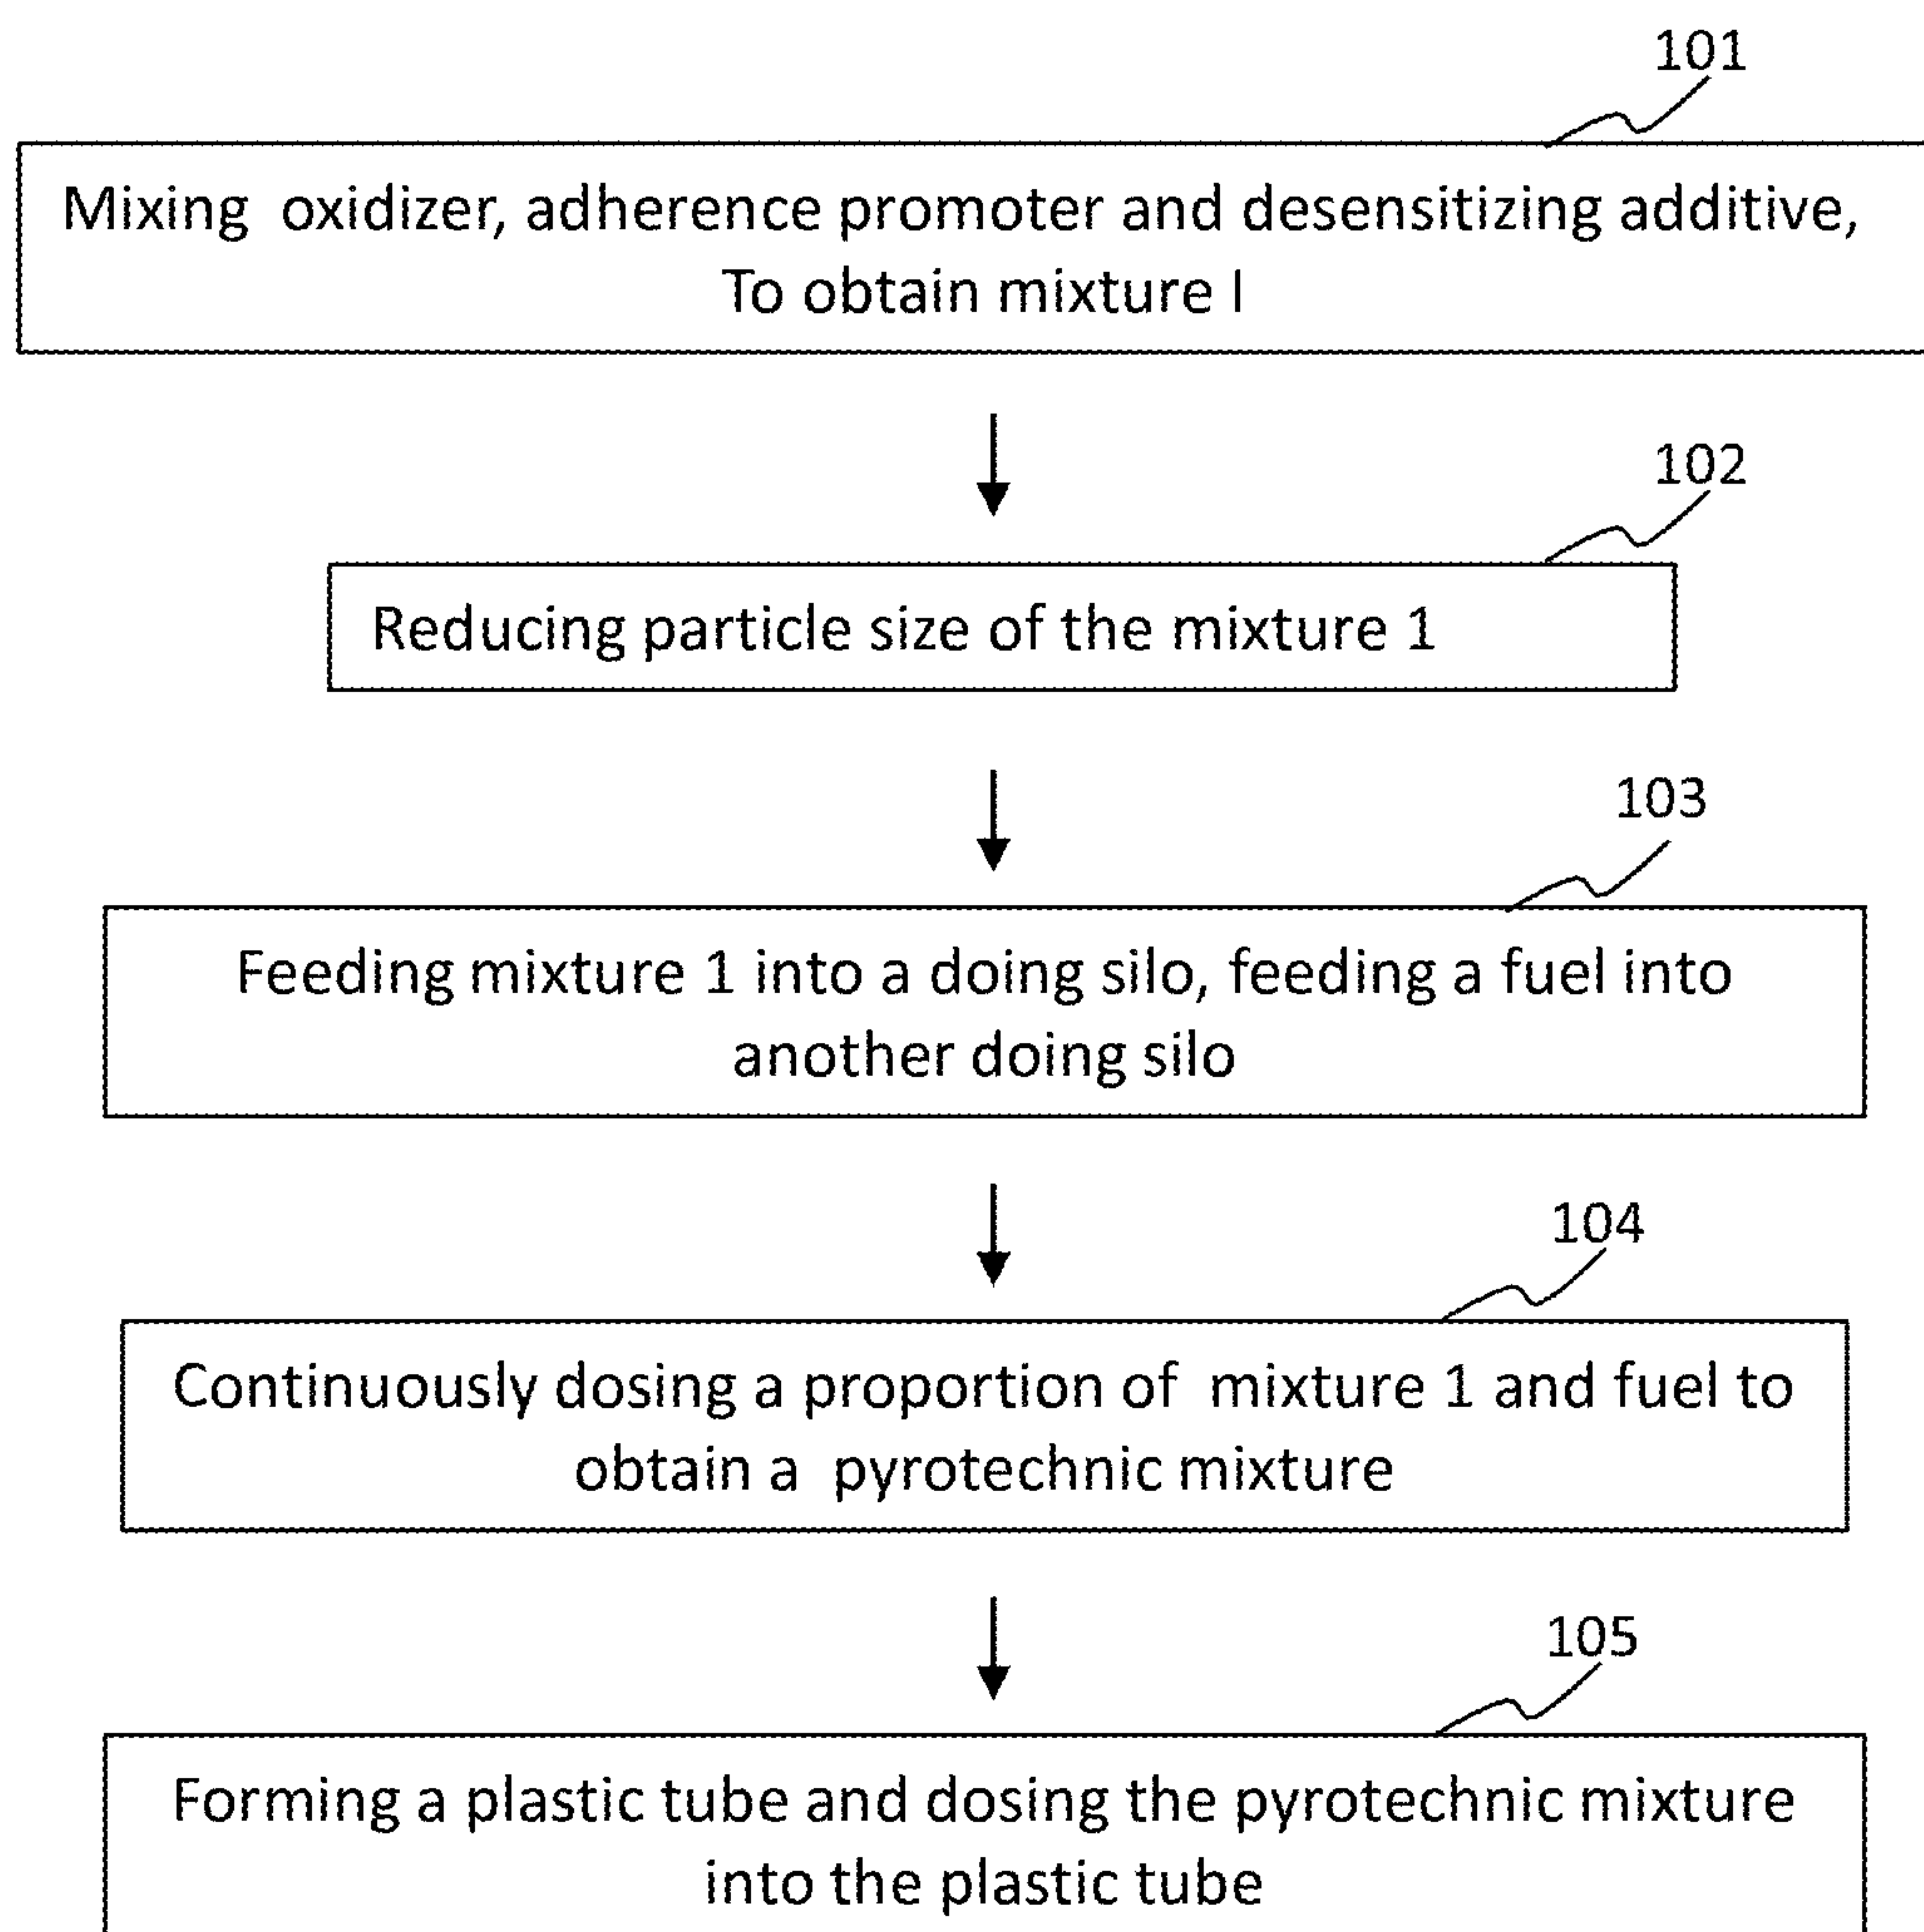 101
Mixing oxidizer, adherence promoter and desensitizing additive,
To obtain mixture I
102
Reducing particle size of the mixture 1
103
Feeding mixture 1 into a doing silo, feeding a fuel into
another doing silo
104
Continuously dosing a proportion of mixture 1 and fuel to
obtain a pyrotechnic mixture
105
Forming a plastic tube and dosing the pyrotechnic mixture
into the plastic tube